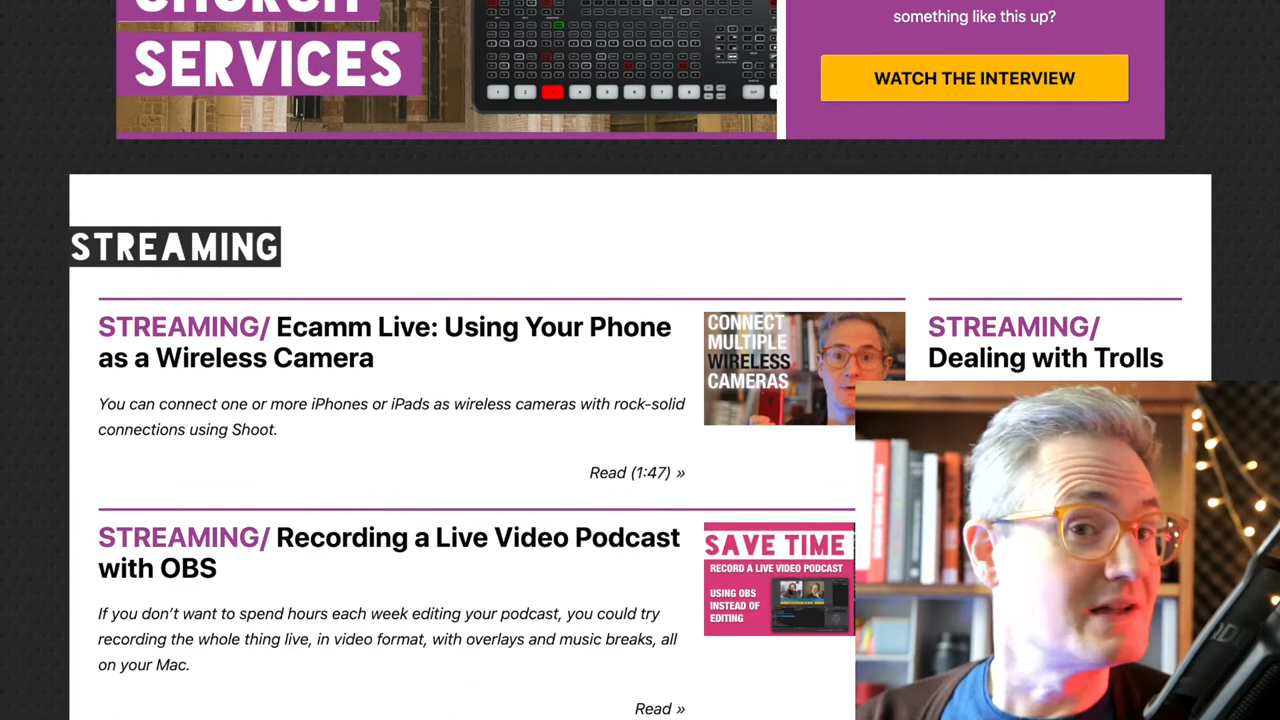 CHURCH
SERVICES
something like this up?
WATCH THE INTERVIEW
STREAMING
STREAMING/ Ecamm Live: Using Your Phone
as a Wireless Camera
You can connect one or more iPhones or iPads as wireless cameras with rock-solid
connections using Shoot.
Read (1:47) »
CONNECT
MULTIPLE
WIRELESS
CAMERAS
STREAMING/
Dealing with Trolls
STREAMING/ Recording a Live Video Podcast
with OBS
If you don’t want to spend hours each week editing your podcast, you could try
recording the whole thing live, in video format, with overlays and music breaks, all
on your Mac.
Read »
SAVE TIME
RECORD A LIVE VIDEO PODCAST
USING OBS
INSTEAD OF
EDITING